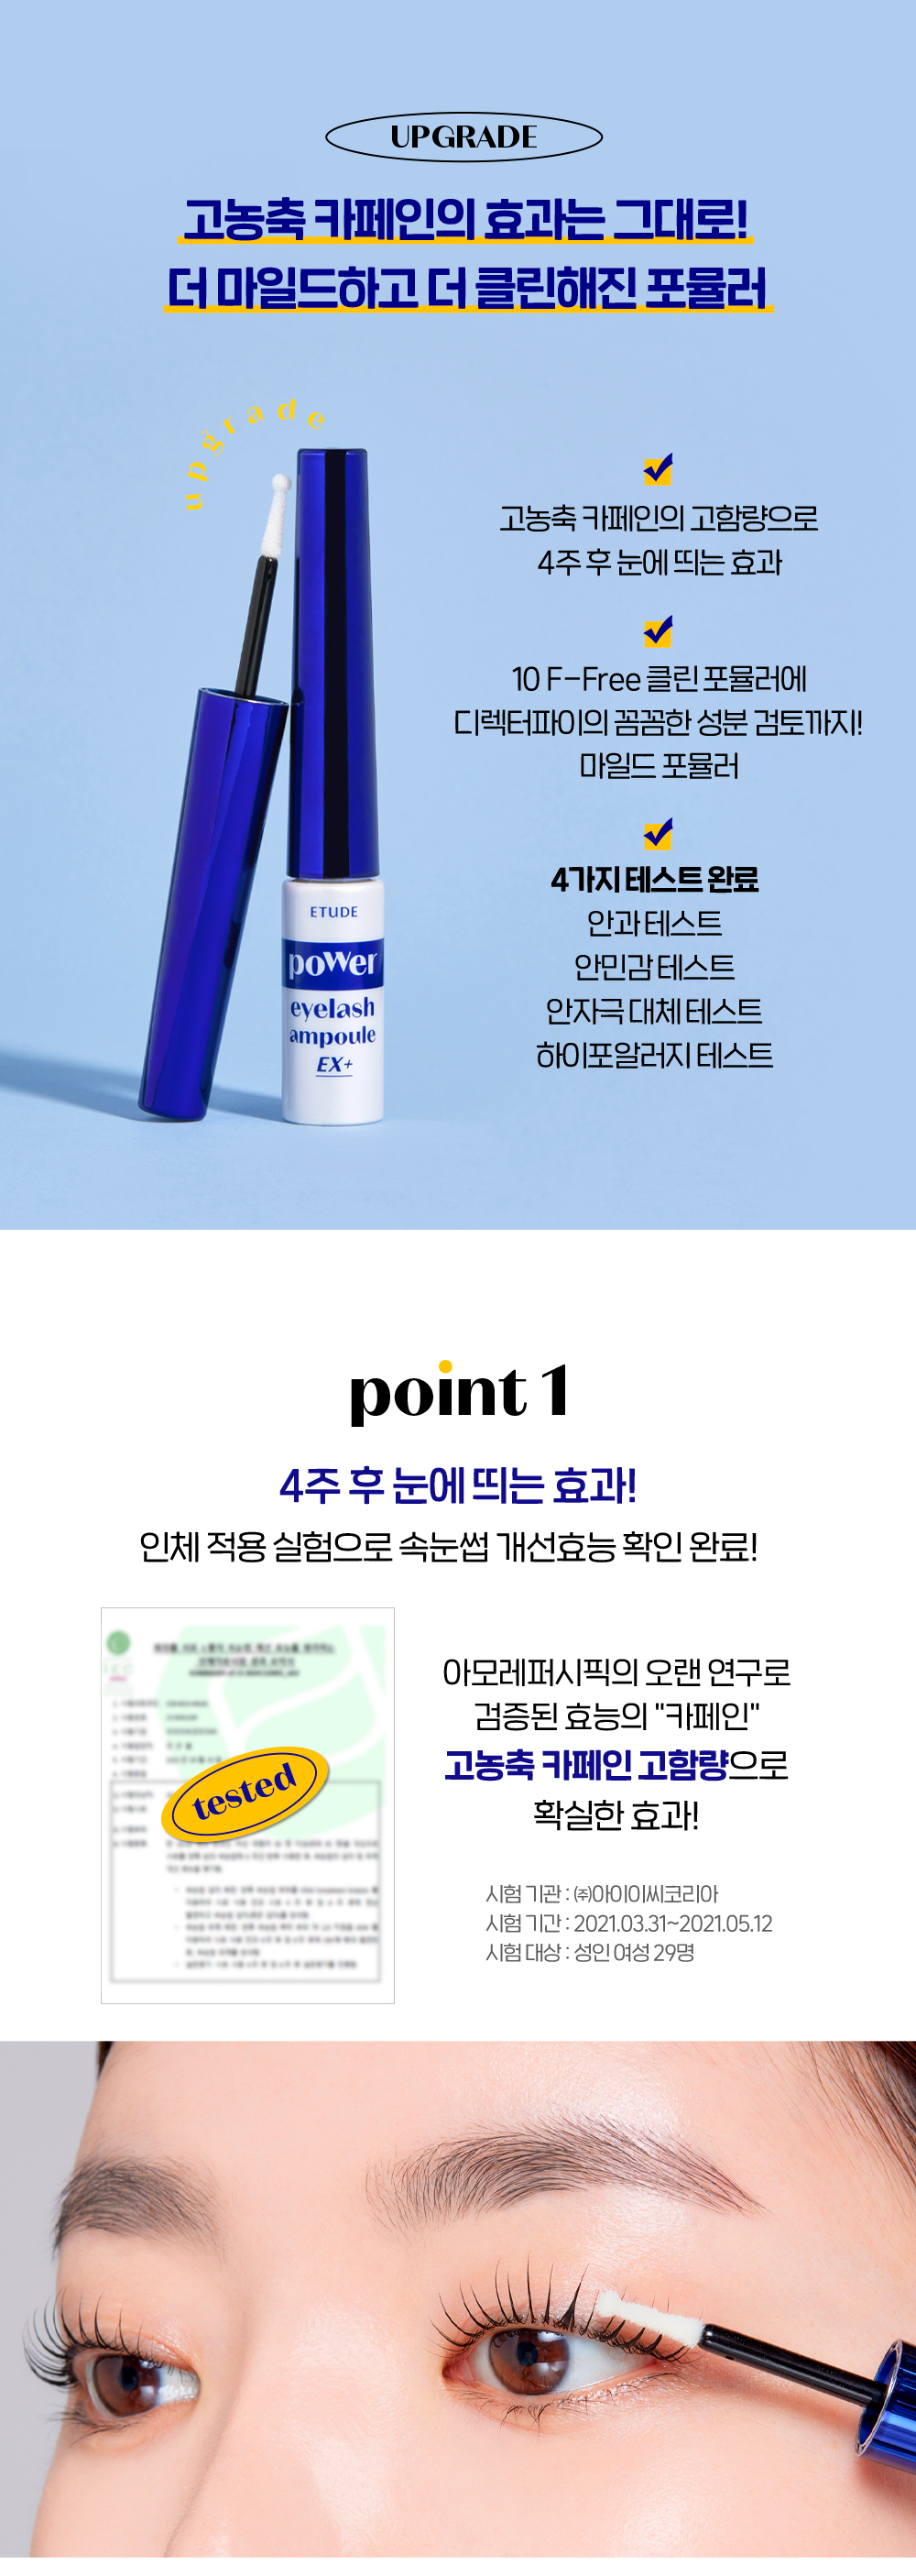 UPGRADE
고농축 카페인의 효과는 그대로!
더 마일드하고 더 클린해진 포뮬러
upgrade
고농축 카페인의 고함량으로
4주 후 눈에 띄는 효과
10 F-Free 클린 포뮬러에
디렉터파이의 꼼꼼한 성분 검토까지!
마일드 포뮬러
4가지 테스트 완료
안과 테스트
안민감 테스트
안자극 대체 테스트
하이포알러지 테스트
ETUDE
power
eyelash
ampoule
EX+
point 1
4주 후 눈에 띄는 효과!
인체 적용 실험으로 속눈썹 개선효능 확인 완료!
tested
아모레퍼시픽의 오랜 연구로
검증된 효능의 "카페인"
고농축 카페인 고함량으로
확실한 효과!
시험 기관 : ㈜아이이씨코리아
시험 기간 : 2021.03.31~2021.05.12
시험 대상 : 성인 여성 29명